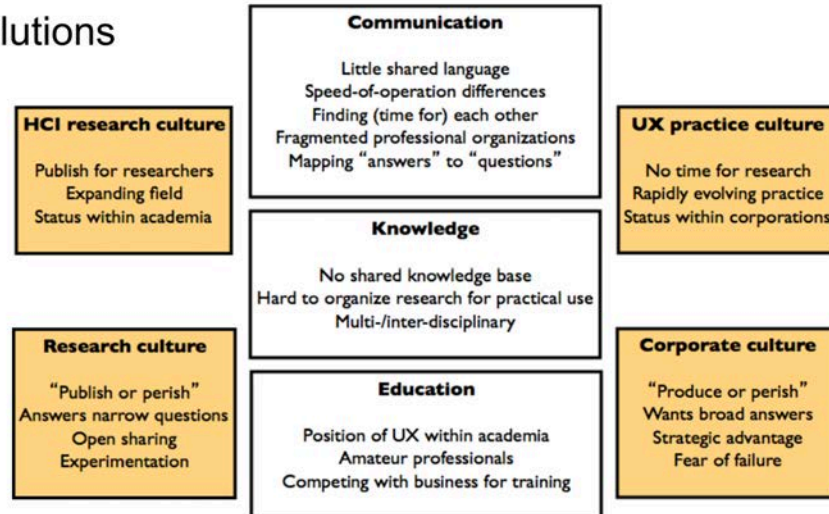 lutions
Communication
Little shared language
Speed-of-operation differences
Finding (time for) each other
Fragmented professional organizations
Mapping “answers” to “questions”
HCI research culture
Publish for researchers
Expanding field
Status within academia
UX practice culture
No time for research
Rapidly evolving practice
Status within corporations
Knowledge
No shared knowledge base
Hard to organize research for practical use
Multi-/inter-disciplinary
Research culture
“Publish or perish”
Answers narrow questions
Open sharing
Experimentation
Corporate culture
“Produce or perish”
Wants broad answers
Strategic advantage
Fear of failure
Education
Position of UX within academia
Amateur professionals
Competing with business for training